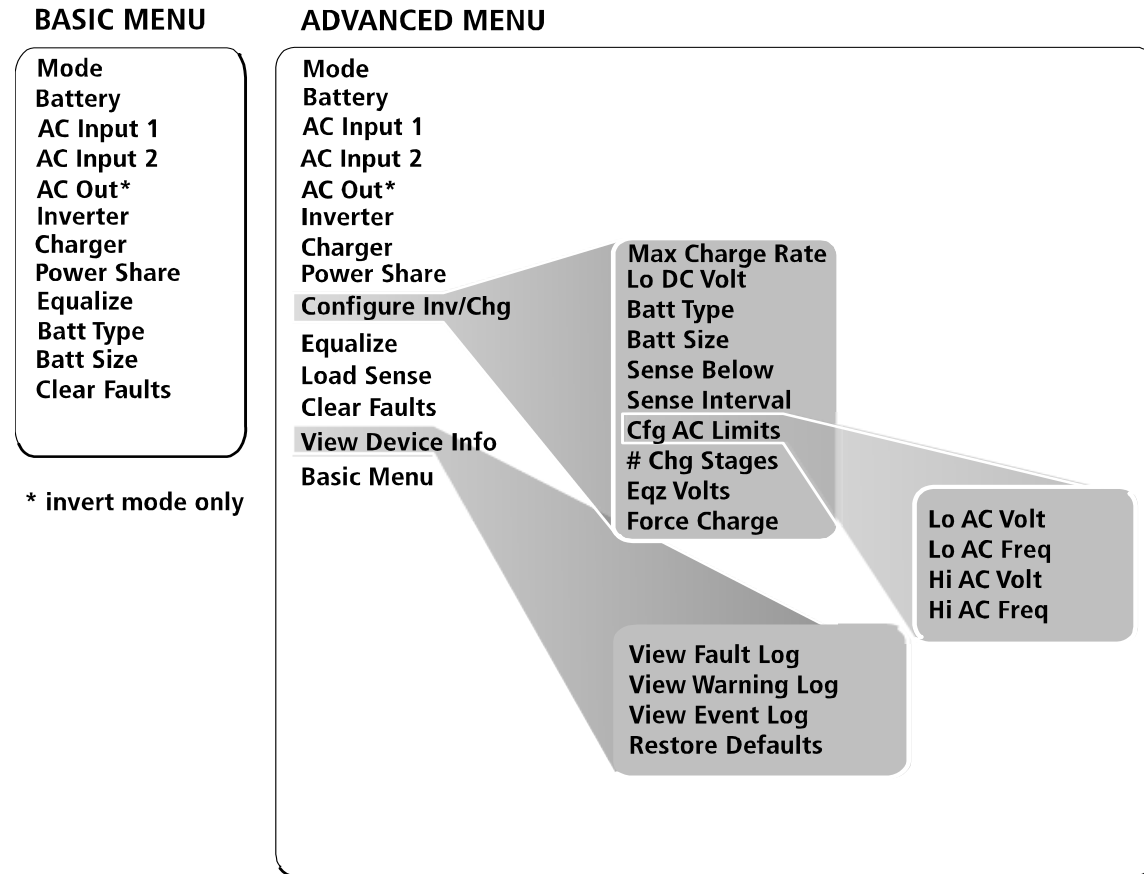 BASIC MENU
Mode
Battery
AC Input 1
AC Input 2
AC Out*
Inverter
Charger
Power Share
Equalize
Batt Type
Batt Size
Clear Faults
* invert mode only
ADVANCED MENU
Mode
Battery
AC Input 1
AC Input 2
AC Out*
Inverter
Charger
Power Share
Configure Inv/Chg
Equalize
Load Sense
Clear Faults
View Device Info
Basic Menu
Max Charge Rate
Lo DC Volt
Batt Type
Batt Size
Sense Below
Sense Interval
Cfg AC Limits
# Chg Stages
Eqz Volts
Force Charge
Lo AC Volt
Lo AC Freq
Hi AC Volt
Hi AC Freq
View Fault Log
View Warning Log
View Event Log
Restore Defaults